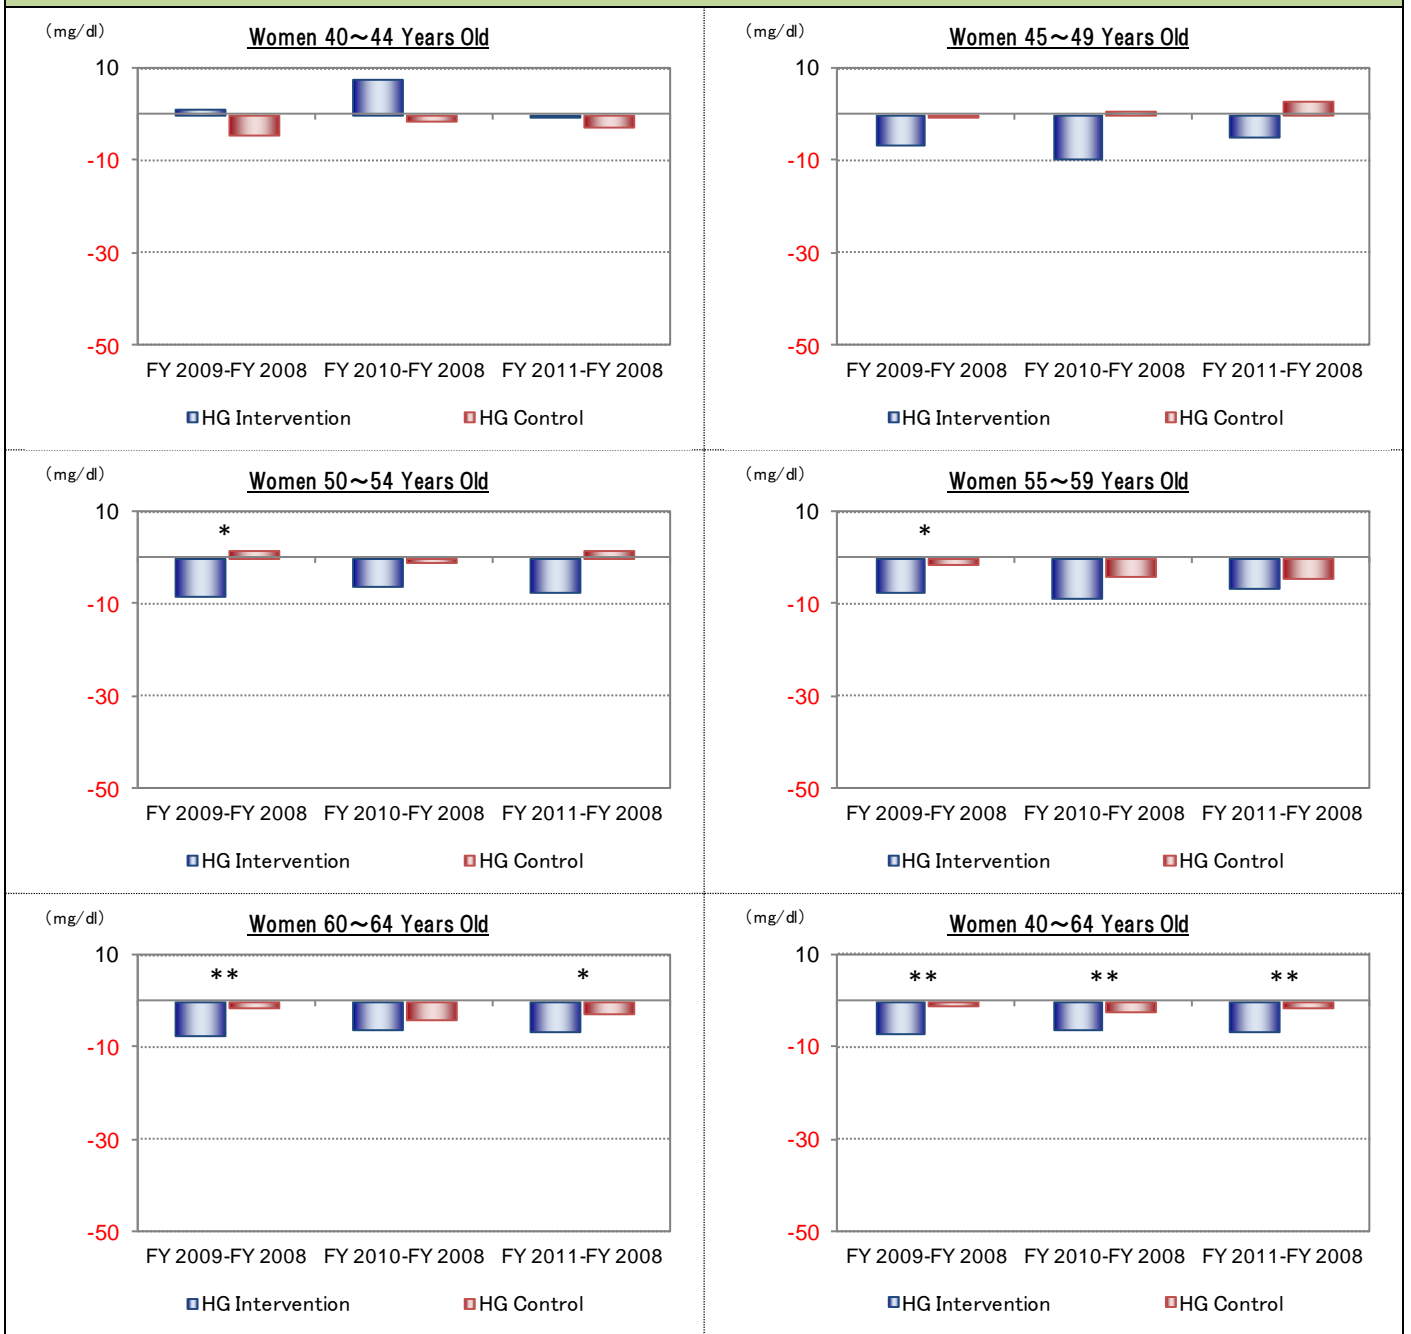 (mg/dl)
Women 40～44 Years Old
10
-10
-30
-50
FY 2009-FY 2008 FY 2010-FY 2008 FY 2011-FY 2008
HG Intervention HG Control
(mg/dl)
Women 45～49 Years Old
10
-10
-30
-50
FY 2009-FY 2008 FY 2010-FY 2008 FY 2011-FY 2008
HG Intervention HG Control
(mg/dl)
Women 50～54 Years Old
10
*
-10
-30
-50
FY 2009-FY 2008 FY 2010-FY 2008 FY 2011-FY 2008
HG Intervention HG Control
(mg/dl)
Women 55～59 Years Old
10
*
-10
-30
-50
FY 2009-FY 2008 FY 2010-FY 2008 FY 2011-FY 2008
HG Intervention HG Control
(mg/dl)
Women 60～64 Years Old
10
** *
-10
-30
-50
FY 2009-FY 2008 FY 2010-FY 2008 FY 2011-FY 2008
HG Intervention HG Control
(mg/dl)
Women 40～64 Years Old
10
** ** **
-10
-30
-50
FY 2009-FY 2008 FY 2010-FY 2008 FY 2011-FY 2008
HG Intervention HG Control